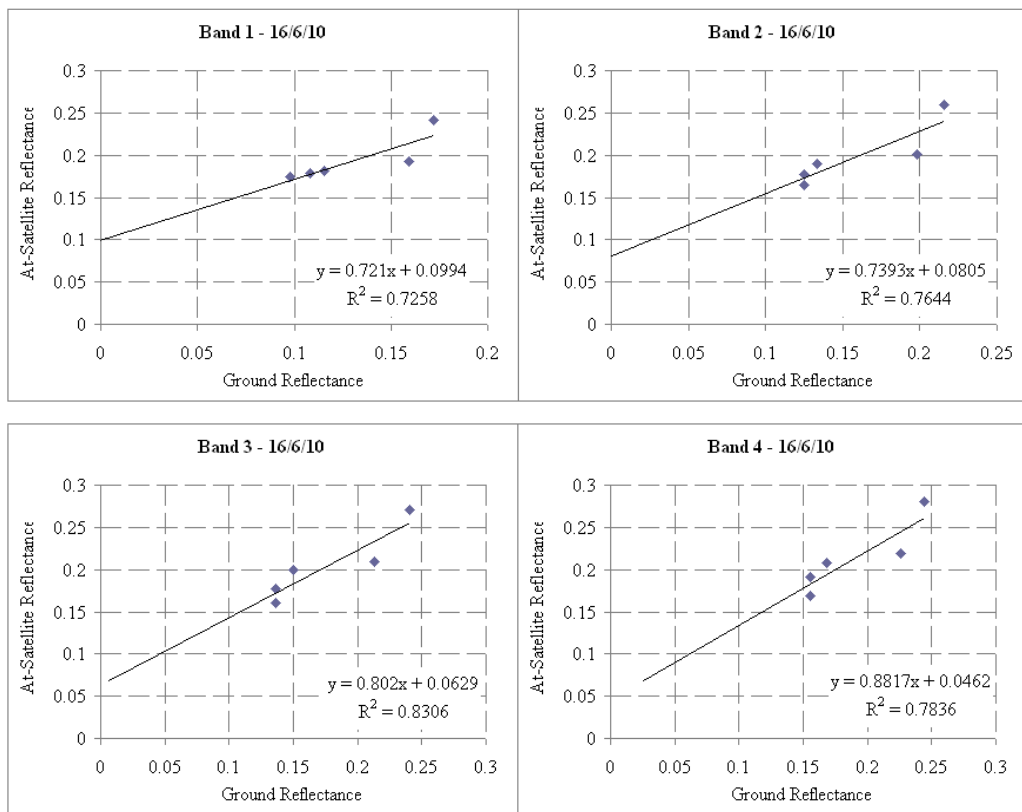 Band 1 - 16/6/10
At-Satellite Reflectance
0.3
0.25
0.2
0.15
0.1
0.05
0
y = 0.721x + 0.0994
R² = 0.7258
0 0.05 0.1 0.15 0.2
Ground Reflectance
Band 2 - 16/6/10
At-Satellite Reflectance
0.3
0.25
0.2
0.15
0.1
0.05
0
y = 0.7393x + 0.0805
R² = 0.7644
0 0.05 0.1 0.15 0.2 0.25
Ground Reflectance
Band 3 - 16/6/10
At-Satellite Reflectance
0.3
0.25
0.2
0.15
0.1
0.05
0
y = 0.802x + 0.0629
R² = 0.8306
0 0.05 0.1 0.15 0.2 0.25 0.3
Ground Reflectance
Band 4 - 16/6/10
At-Satellite Reflectance
0.3
0.25
0.2
0.15
0.1
0.05
0
y = 0.8817x + 0.0462
R² = 0.7836
0 0.05 0.1 0.15 0.2 0.25 0.3
Ground Reflectance